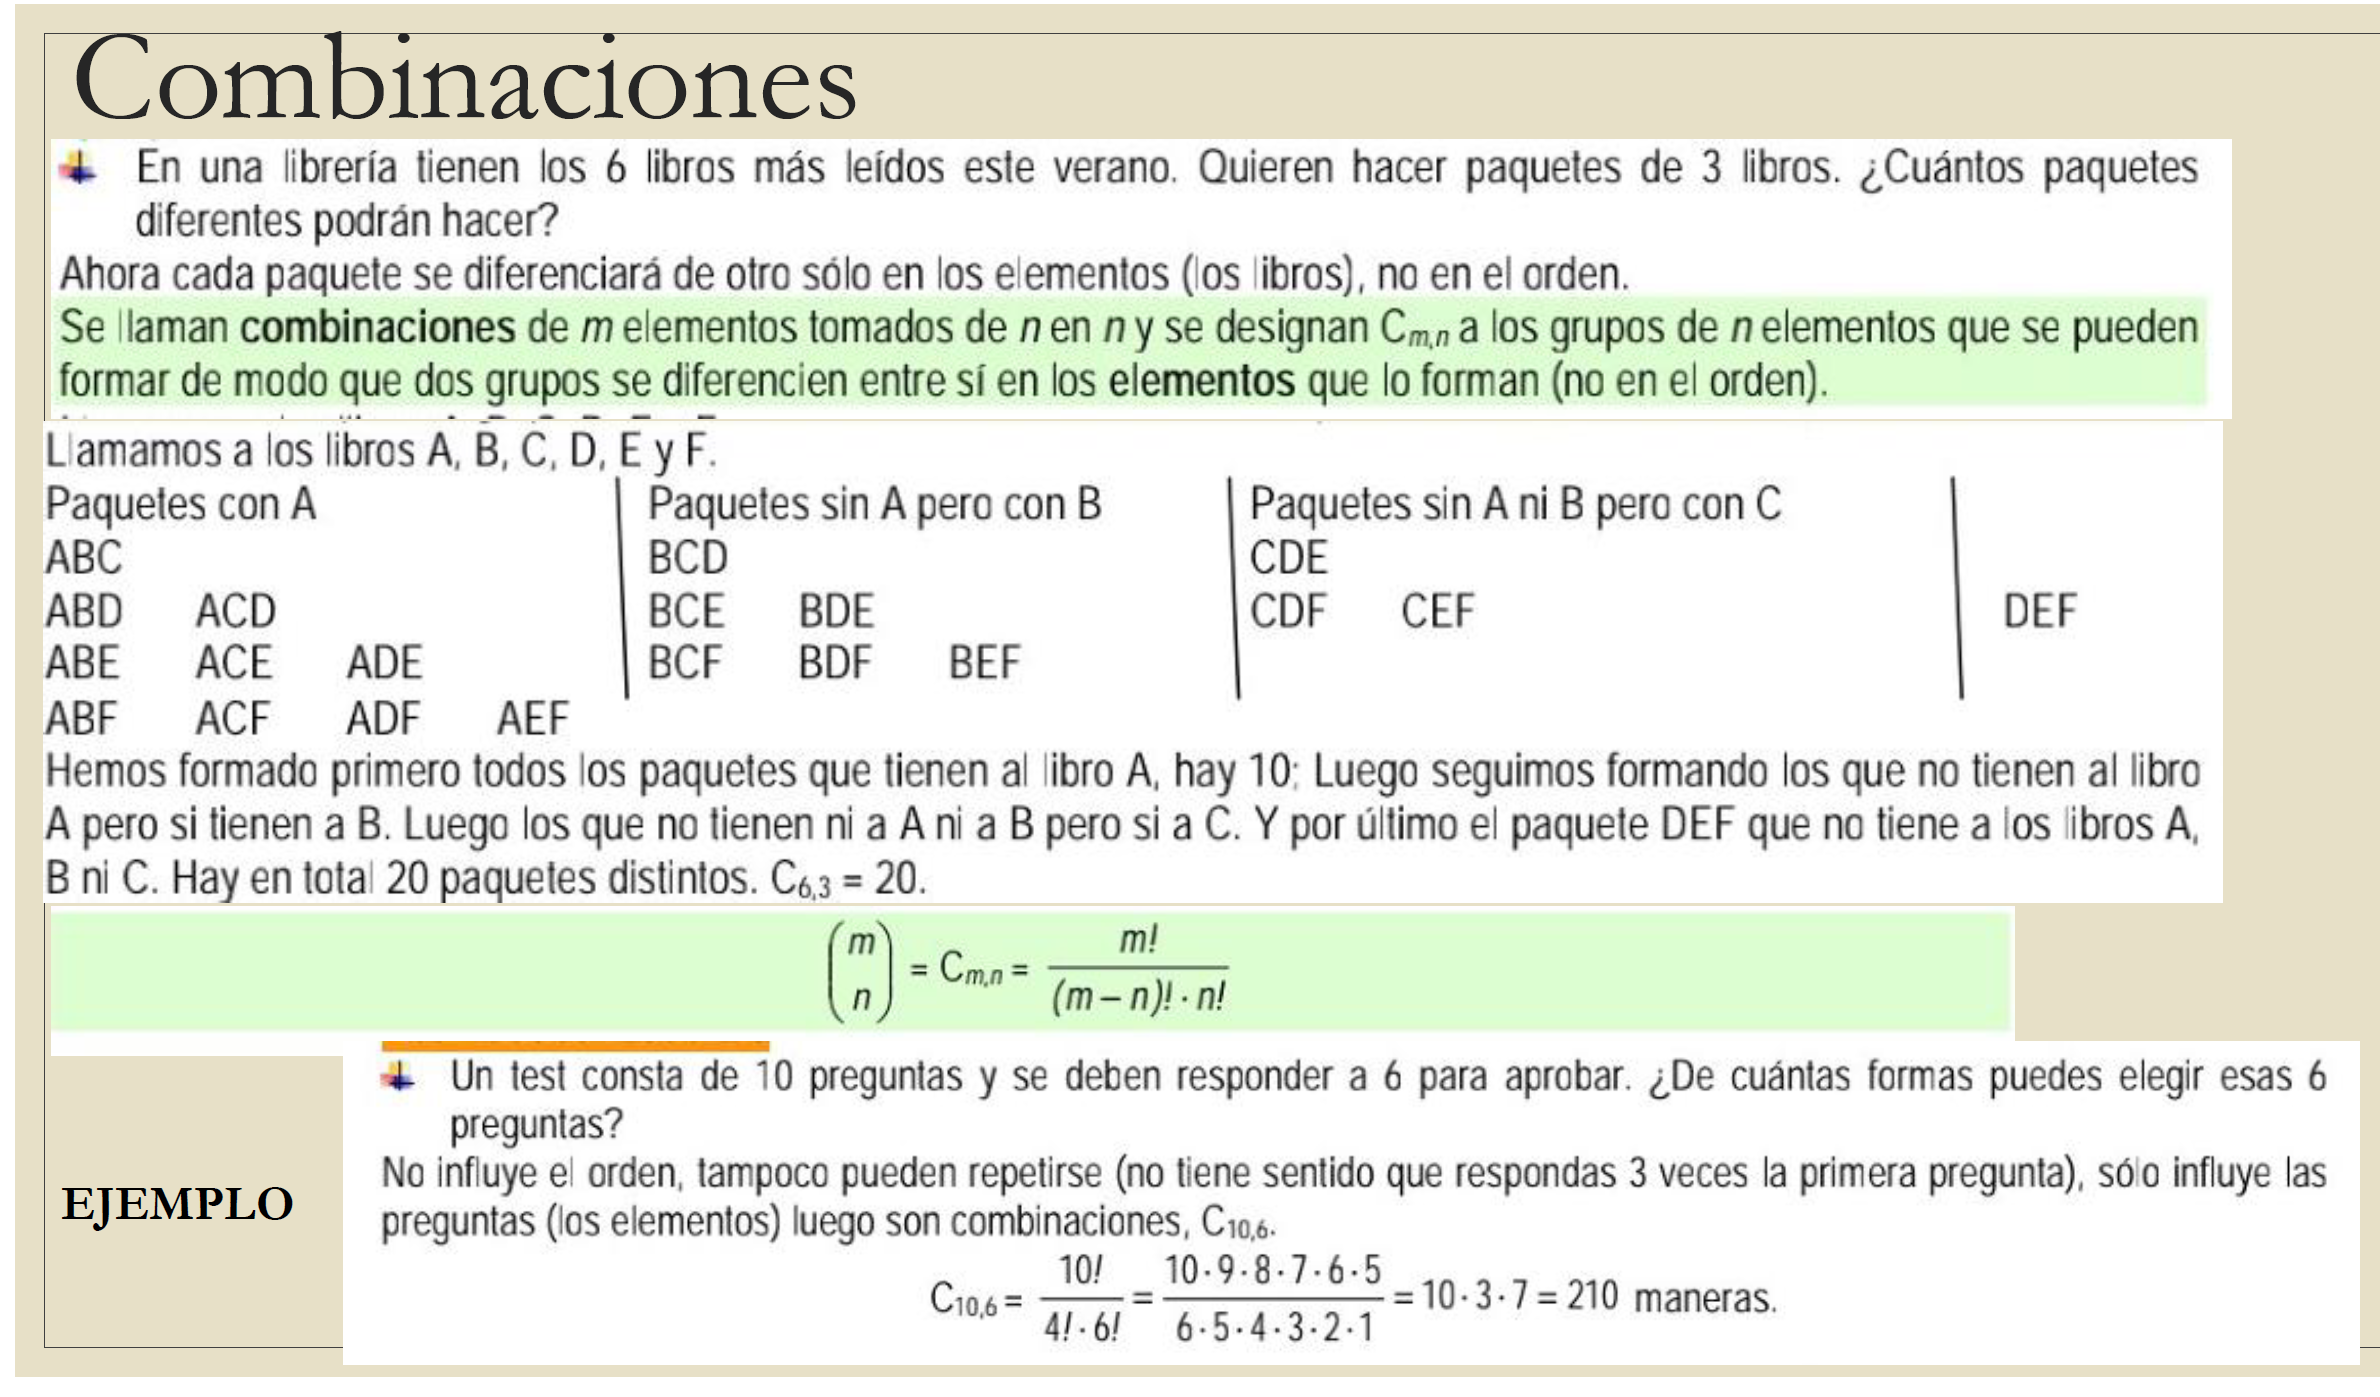 Combinaciones
En una librería tienen los 6 libros más leídos este verano. Quieren hacer paquetes de 3 libros. ¿Cuántos paquetes
diferentes podrán hacer?
Ahora cada paquete se diferenciará de otro sólo en los elementos (los libros), no en el orden.
Se llaman combinaciones de m elementos tomados de n en n y se designan Cm,n a los grupos de n elementos que se pueden
formar de modo que dos grupos se diferencien entre sí en los elementos que lo forman (no en el orden).
Llamamos a los libros A, B, C, D, E y F.
Paquetes con A Paquetes sin A pero con B Paquetes sin A ni B pero con C
ABC BCD CDE
ABD ACD BCE BDE CDF CEF DEF
ABE ACE ADE BCF BDF BEF
ABF ACF ADF AEF
Hemos formado primero todos los paquetes que tienen al libro A, hay 10; Luego seguimos formando los que no tienen al libro
A pero si tienen a B. Luego los que no tienen ni a A ni a B pero si a C. Y por último el paquete DEF que no tiene a los libros A,
B ni C. Hay en total 20 paquetes distintos. C6,3 = 20.
(m n) = Cm,n = m! / (m – n)! · n!
Un test consta de 10 preguntas y se deben responder a 6 para aprobar. ¿De cuántas formas puedes elegir esas 6
preguntas?
No influye el orden, tampoco pueden repetirse (no tiene sentido que respondas 3 veces la primera pregunta), sólo influye las
EJEMPLO
preguntas (los elementos) luego son combinaciones, C10,6.
C10,6 = 10! / 4! · 6! = 10 · 9 · 8 · 7 · 6 · 5 / 6 · 5 · 4 · 3 · 2 · 1 = 10 · 3 · 7 = 210 maneras.